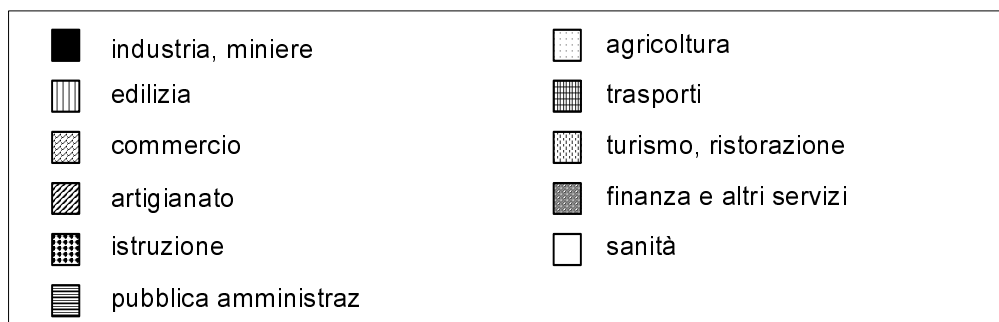 industria, miniere
edilizia
commercio
artigianato
istruzione
pubblica amministraz
agricoltura
trasporti
turismo, ristorazione
finanza e altri servizi
sanità